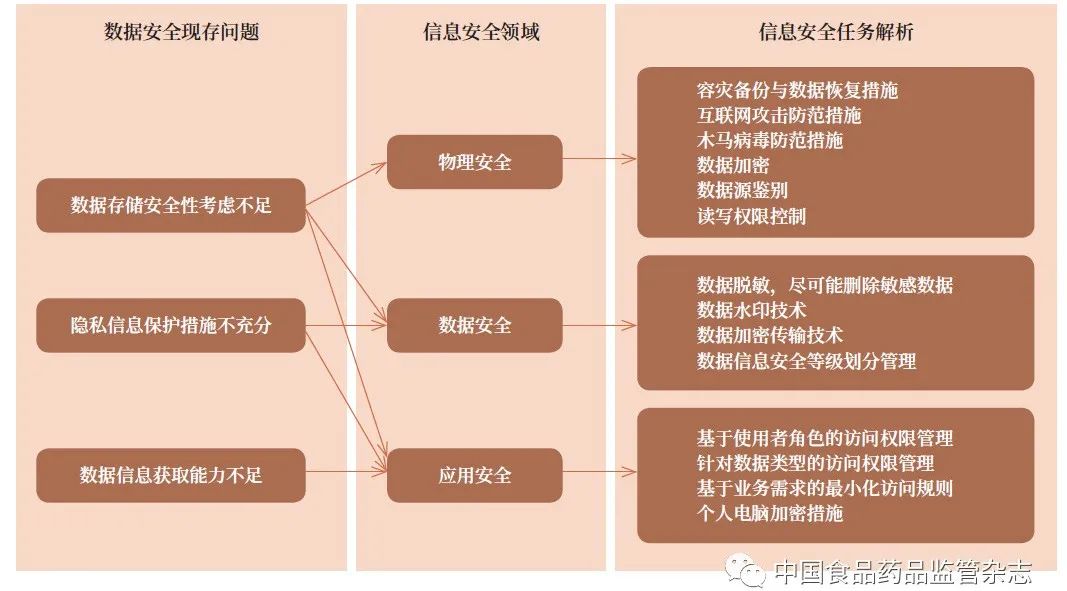 数据安全现存问题
数据存储安全性考虑不足
隐私信息保护措施不充分
数据信息获取能力不足
信息安全领域
物理安全
数据安全
应用安全
信息安全任务解析
容灾备份与数据恢复措施
互联网攻击防范措施
木马病毒防范措施
数据加密
数据源鉴别
读写权限控制
数据脱敏，尽可能删除敏感数据
数据水印技术
数据加密传输技术
数据信息安全等级划分管理
基于使用者角色的访问权限管理
针对数据类型的访问权限管理
基于业务需求的最小化访问规则
个人电脑加密措施
中国食品药品监管杂志